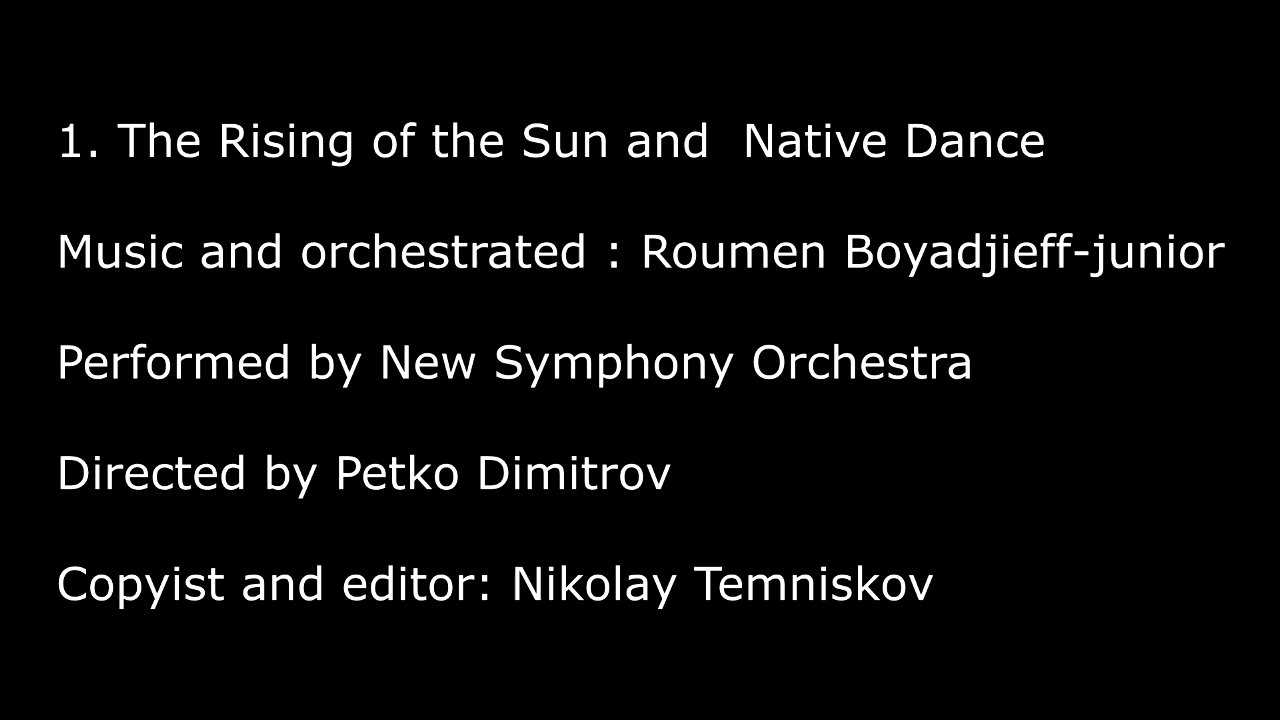 1. The Rising of the Sun and  Native Dance
Music and orchestrated : Roumen Boyadjieff-junior
Performed by New Symphony Orchestra
Directed by Petko Dimitrov
Copyist and editor: Nikolay Temniskov